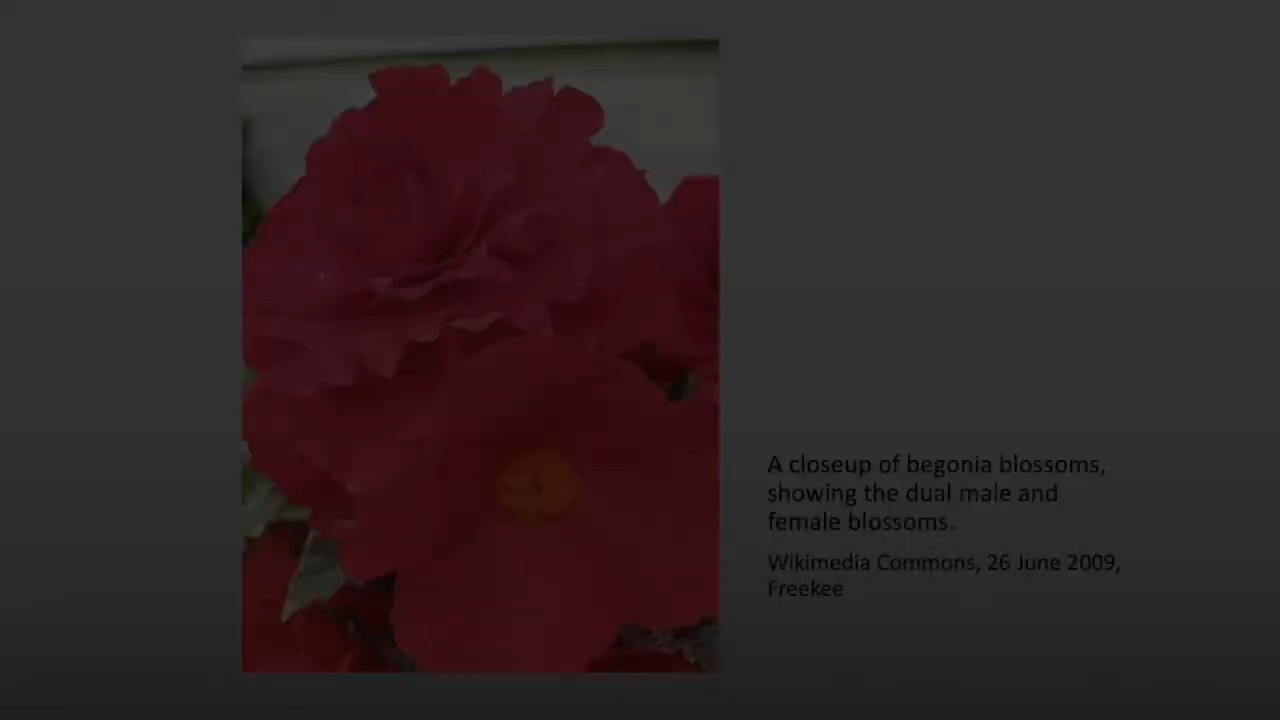 A closeup of begonia blossoms,
showing the dual male and
female blossoms.
Wikimedia Commons, 26 June 2009,
Freekee